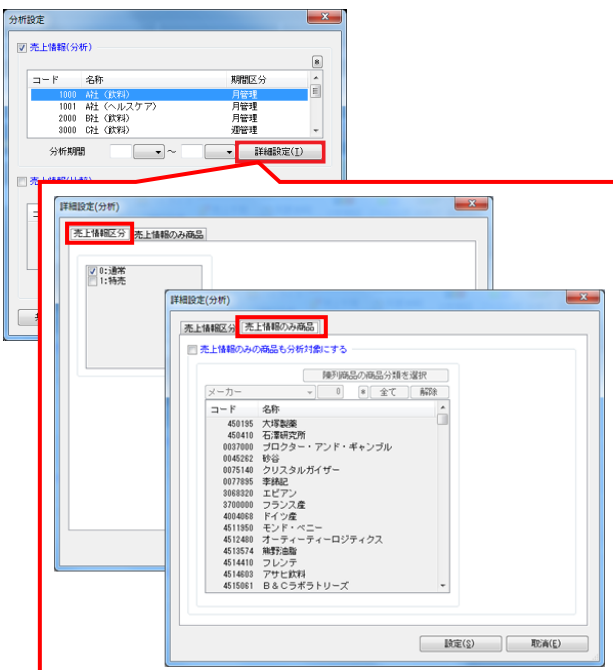 分析設定
売上情報(分析)
コード 名称 期間区分
1000 A社（飲料） 月管理
1001 A社（ヘルスケア） 月管理
2000 B社（飲料） 月管理
3000 C社（飲料） 週管理
分析期間 ～ 詳細設定(I)
詳細設定(分析)
売上情報区分 売上情報のみ商品
0:通常
1:特売
詳細設定(分析)
売上情報区分 売上情報のみ商品
売上情報のみの商品も分析対象にする
陳列商品の商品分類を選択
メーカー 0 全て 解除
コード 名称
450195 大塚製薬
450410 石澤研究所
0037000 プロクター・アンド・ギャンブル
0045262 砂谷
0075140 クリスタルガイザー
0077895 李錦記
3068320 エビアン
3700000 フランス産
4004068 ドイツ産
4511950 モンド・ベニー
4512480 オーティーティーロジティクス
4513574 熊野油脂
4514410 フレンテ
4514603 アサヒ飲料
4515061 B＆Cラボラトリーズ
設定(S) 取消(E)